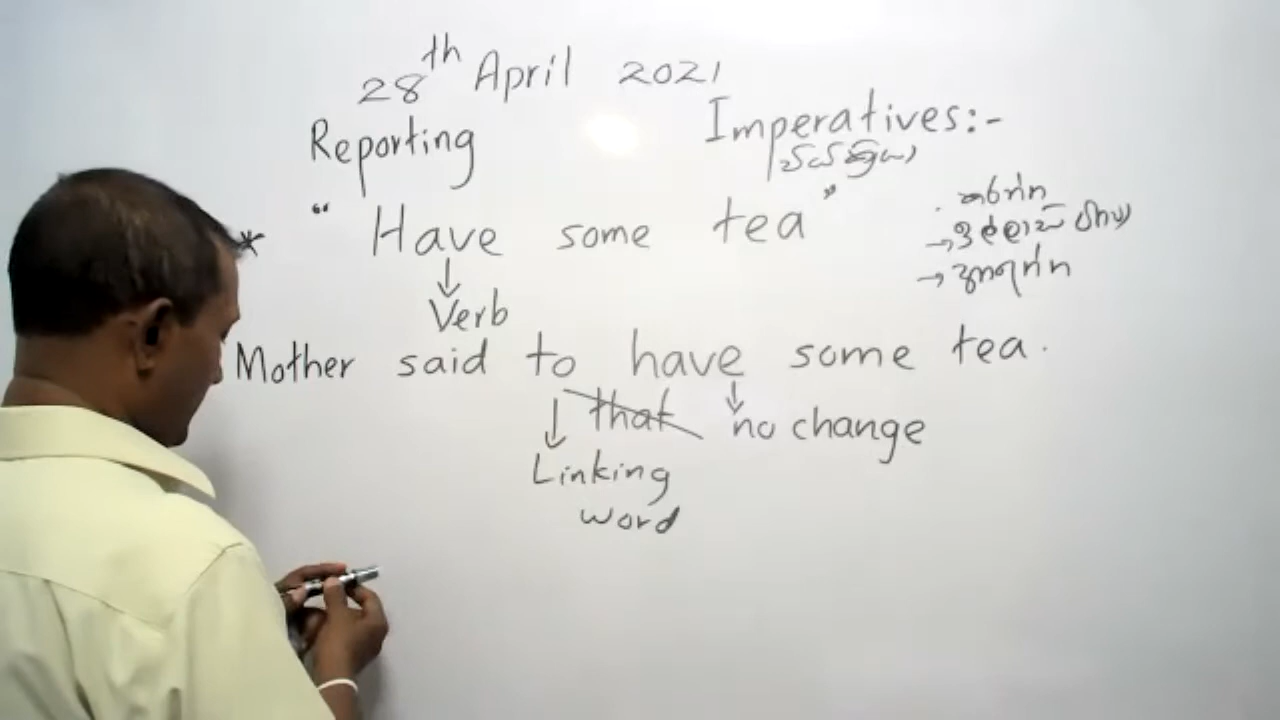 28th April 2021
Reporting
Imperatives:-
* "Have some tea"
Verb
Mother said to have some tea.
that
no change
Linking
word